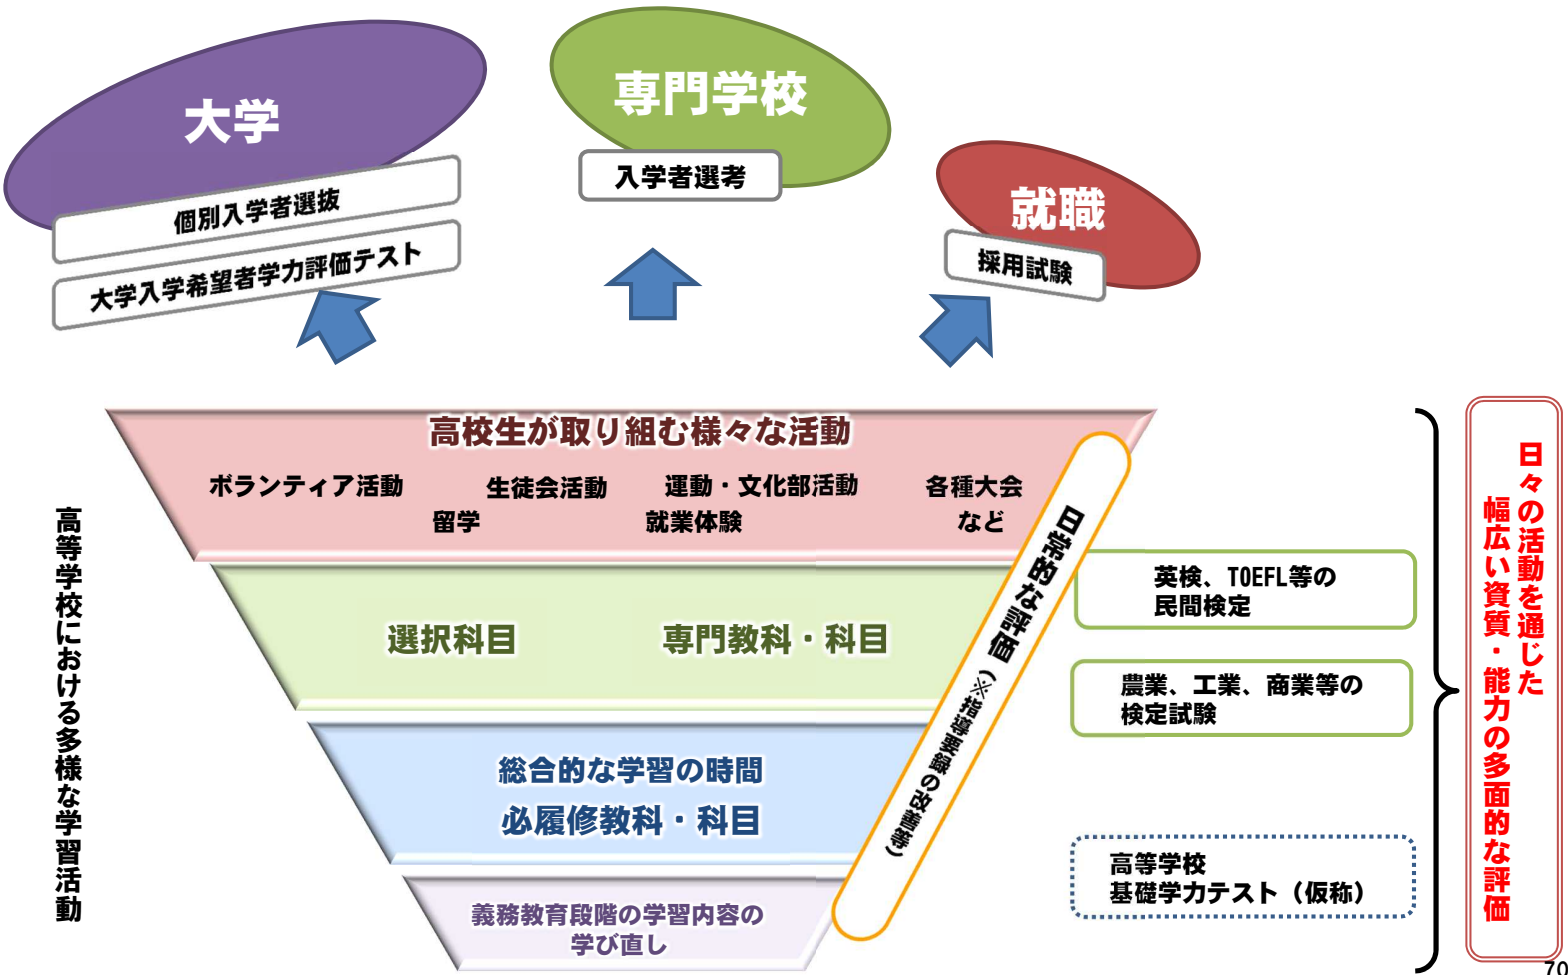 大学
個別入学者選抜
大学入学希望者学力評価テスト
専門学校
入学者選考
就職
採用試験
高等学校における多様な学習活動
高校生が取り組む様々な活動
ボランティア活動 生徒会活動 運動・文化部活動 各種大会
留学 就業体験 など
選択科目 専門教科・科目
総合的な学習の時間
必履修教科・科目
義務教育段階の学習内容の
学び直し
日常的な評価(※指導要録の改善等)
英検、TOEFL等の
民間検定
農業、工業、商業等の
検定試験
高等学校
基礎学力テスト(仮称)
日々の活動を通じた
幅広い資質・能力の多面的な評価
70